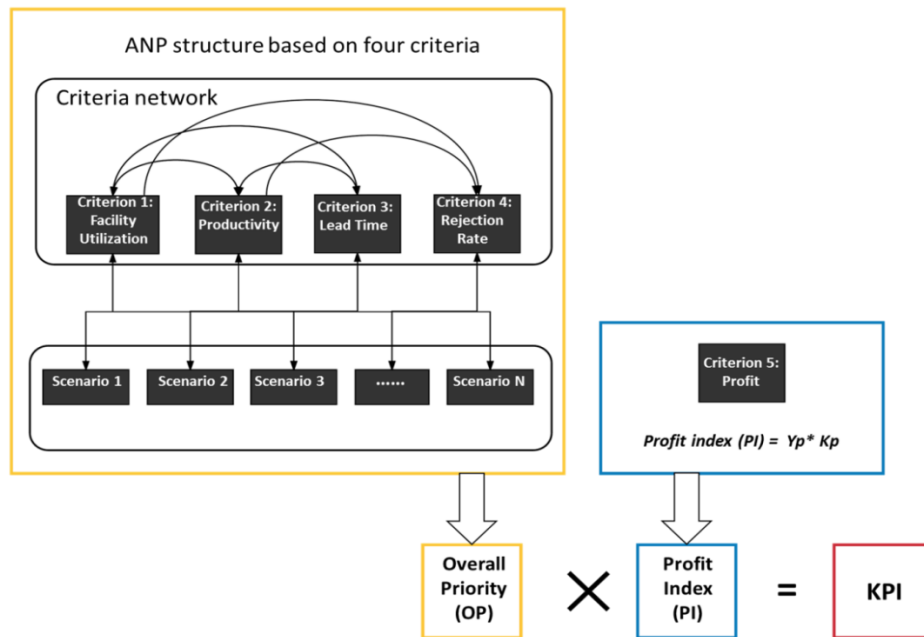 ANP structure based on four criteria
Criteria network
Criterion 1:
Facility
Utilization
Criterion 2:
Productivity
Criterion 3:
Lead Time
Criterion 4:
Rejection
Rate
Scenario 1
Scenario 2
Scenario 3
......
Scenario N
Criterion 5:
Profit
Profit index (PI) = Yp* Kp
Overall
Priority
(OP)
×
Profit
Index
(PI)
=
KPI